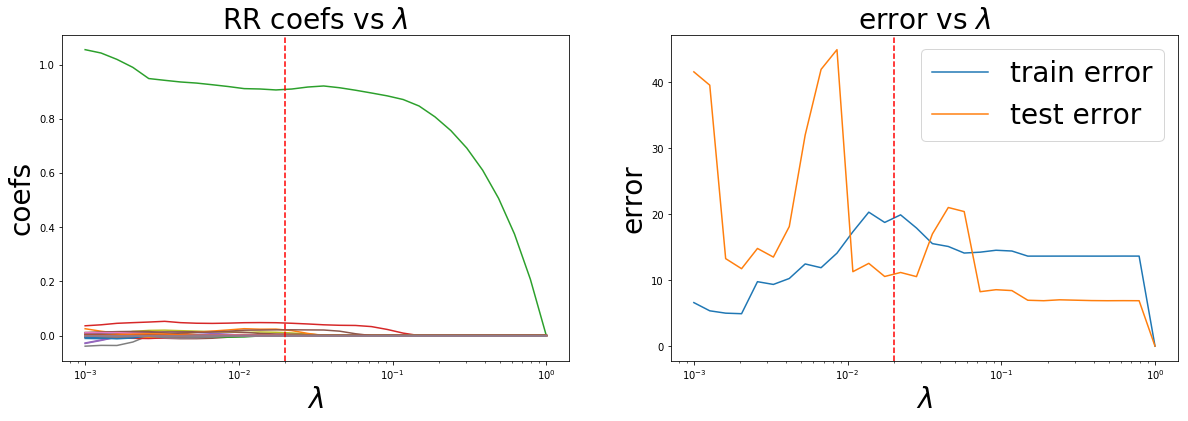 RR coefs vs λ
coefs
1.0
0.8
0.6
0.4
0.2
0.0
10⁻³
10⁻²
10⁻¹
10⁰
λ
error vs λ
error
40
30
20
10
0
train error
test error
10⁻³
10⁻²
10⁻¹
10⁰
λ